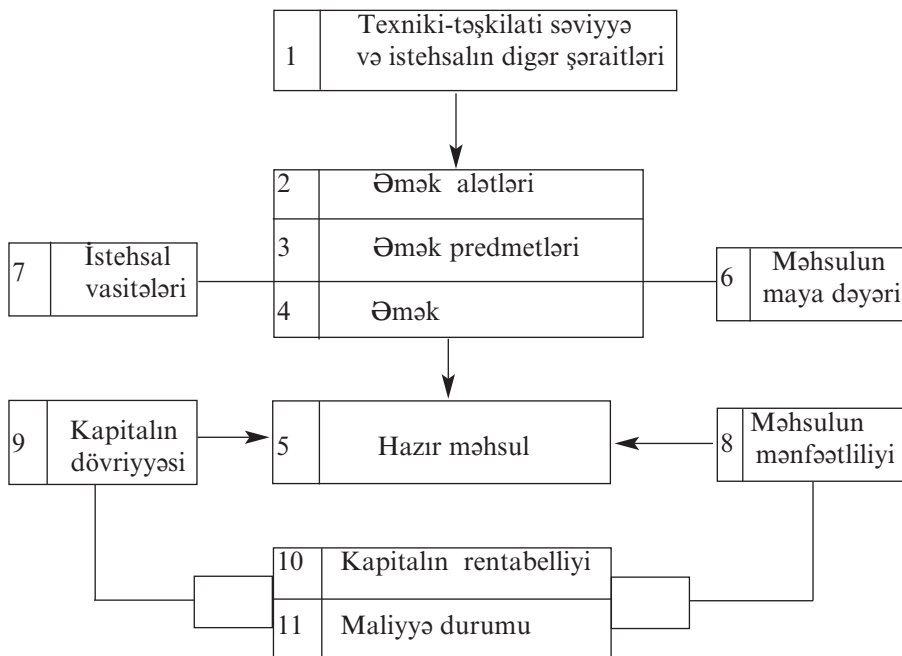 1 Texniki-təşkilati səviyyə
və istehsalın digər şəraitləri
2 Əmək alətləri
3 Əmək predmetləri
4 Əmək
7 İstehsal
vasitələri
6 Məhsulun
maya dəyəri
9 Kapitalın
dövriyyəsi
5 Hazır məhsul
8 Məhsulun
mənfəətliliyi
10 Kapitalın rentabelliyi
11 Maliyyə durumu